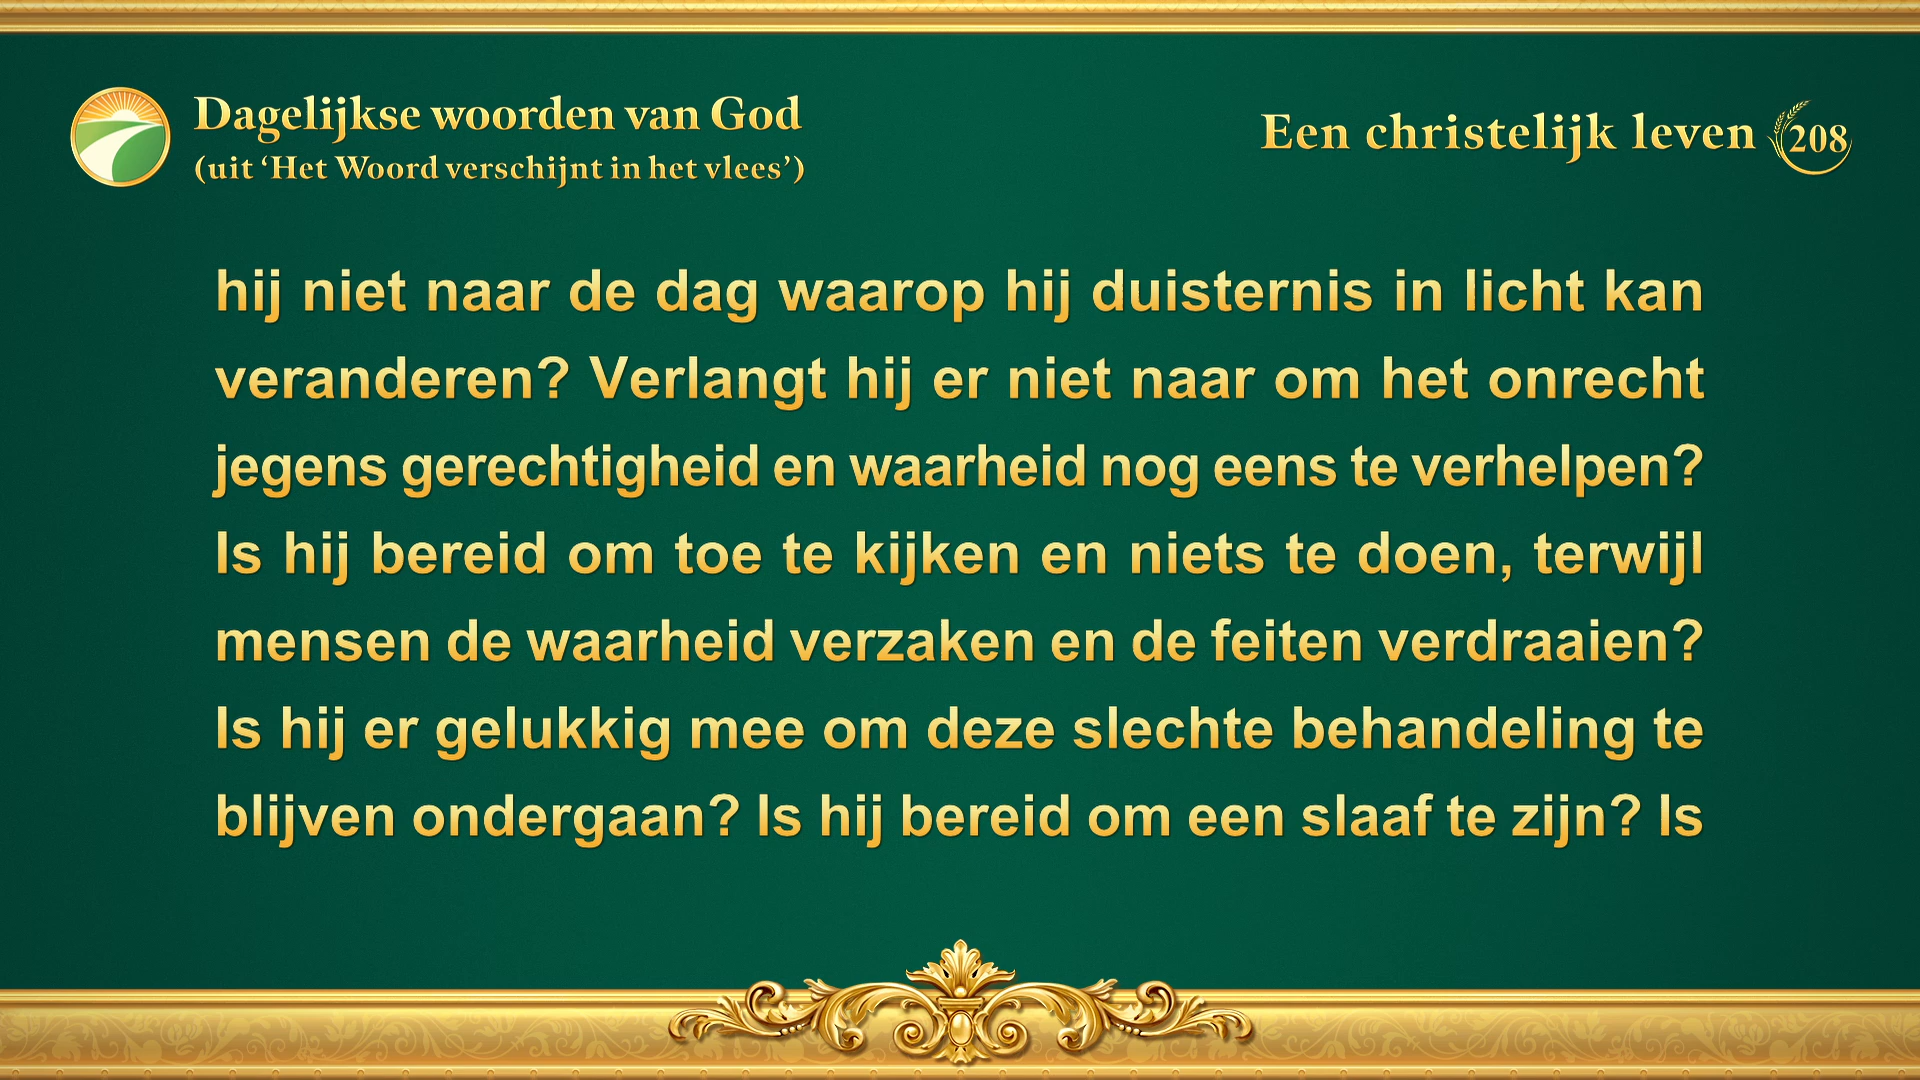 Dagelijkse woorden van God
(uit ‘Het Woord verschijnt in het vlees’)
Een christelijk leven 208
hij niet naar de dag waarop hij duisternis in licht kan
veranderen? Verlangt hij er niet naar om het onrecht
jegens gerechtigheid en waarheid nog eens te verhelpen?
Is hij bereid om toe te kijken en niets te doen, terwijl
mensen de waarheid verzaken en de feiten verdraaien?
Is hij er gelukkig mee om deze slechte behandeling te
blijven ondergaan? Is hij bereid om een slaaf te zijn? Is